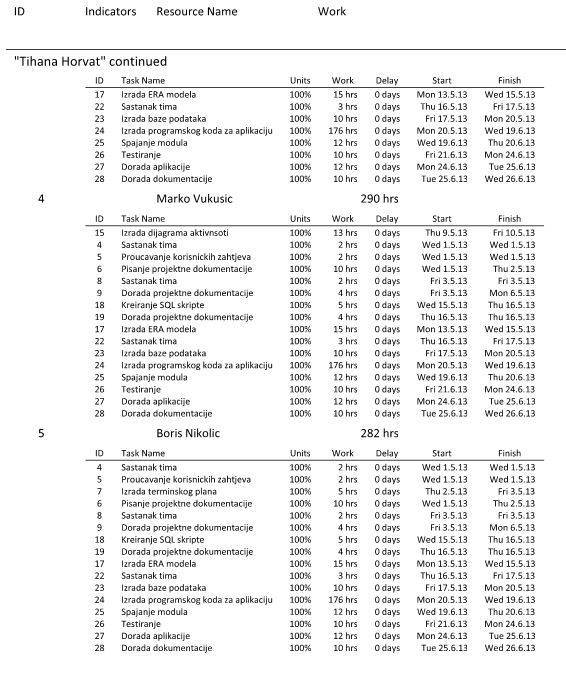 ID Indicators Resource Name Work
"Tihana Horvat" continued
ID Task Name Units Work Delay Start Finish
17 Izrada ERA modela 100% 15 hrs 0 days Mon 13.5.13 Wed 15.5.13
22 Sastanak tima 100% 3 hrs 0 days Thu 16.5.13 Fri 17.5.13
23 Izrada baze podataka 100% 10 hrs 0 days Fri 17.5.13 Mon 20.5.13
24 Izrada programskog koda za aplikaciju 100% 176 hrs 0 days Mon 20.5.13 Wed 19.6.13
25 Spajanje modula 100% 12 hrs 0 days Wed 19.6.13 Thu 20.6.13
26 Testiranje 100% 10 hrs 0 days Fri 21.6.13 Mon 24.6.13
27 Dorada aplikacije 100% 12 hrs 0 days Mon 24.6.13 Tue 25.6.13
28 Dorada dokumentacije 100% 10 hrs 0 days Tue 25.6.13 Wed 26.6.13
4 Marko Vukusic 290 hrs
ID Task Name Units Work Delay Start Finish
15 Izrada dijagrama aktivnsoti 100% 13 hrs 0 days Thu 9.5.13 Fri 10.5.13
4 Sastanak tima 100% 2 hrs 0 days Wed 1.5.13 Wed 1.5.13
5 Proucavanje korisnickih zahtjeva 100% 2 hrs 0 days Wed 1.5.13 Wed 1.5.13
6 Pisanje projektne dokumentacije 100% 10 hrs 0 days Wed 1.5.13 Thu 2.5.13
8 Sastanak tima 100% 2 hrs 0 days Fri 3.5.13 Fri 3.5.13
9 Dorada projektne dokumentacije 100% 4 hrs 0 days Fri 3.5.13 Mon 6.5.13
18 Kreiranje SQL skripte 100% 5 hrs 0 days Wed 15.5.13 Thu 16.5.13
19 Dorada projektne dokumentacije 100% 4 hrs 0 days Thu 16.5.13 Thu 16.5.13
17 Izrada ERA modela 100% 15 hrs 0 days Mon 13.5.13 Wed 15.5.13
22 Sastanak tima 100% 3 hrs 0 days Thu 16.5.13 Fri 17.5.13
23 Izrada baze podataka 100% 10 hrs 0 days Fri 17.5.13 Mon 20.5.13
24 Izrada programskog koda za aplikaciju 100% 176 hrs 0 days Mon 20.5.13 Wed 19.6.13
25 Spajanje modula 100% 12 hrs 0 days Wed 19.6.13 Thu 20.6.13
26 Testiranje 100% 10 hrs 0 days Fri 21.6.13 Mon 24.6.13
27 Dorada aplikacije 100% 12 hrs 0 days Mon 24.6.13 Tue 25.6.13
28 Dorada dokumentacije 100% 10 hrs 0 days Tue 25.6.13 Wed 26.6.13
5 Boris Nikolic 282 hrs
ID Task Name Units Work Delay Start Finish
4 Sastanak tima 100% 2 hrs 0 days Wed 1.5.13 Wed 1.5.13
5 Proucavanje korisnickih zahtjeva 100% 2 hrs 0 days Wed 1.5.13 Wed 1.5.13
7 Izrada terminskog plana 100% 5 hrs 0 days Thu 2.5.13 Fri 3.5.13
6 Pisanje projektne dokumentacije 100% 10 hrs 0 days Wed 1.5.13 Thu 2.5.13
8 Sastanak tima 100% 2 hrs 0 days Fri 3.5.13 Fri 3.5.13
9 Dorada projektne dokumentacije 100% 4 hrs 0 days Fri 3.5.13 Mon 6.5.13
18 Kreiranje SQL skripte 100% 5 hrs 0 days Wed 15.5.13 Thu 16.5.13
19 Dorada projektne dokumentacije 100% 4 hrs 0 days Thu 16.5.13 Thu 16.5.13
17 Izrada ERA modela 100% 15 hrs 0 days Mon 13.5.13 Wed 15.5.13
22 Sastanak tima 100% 3 hrs 0 days Thu 16.5.13 Fri 17.5.13
23 Izrada baze podataka 100% 10 hrs 0 days Fri 17.5.13 Mon 20.5.13
24 Izrada programskog koda za aplikaciju 100% 176 hrs 0 days Mon 20.5.13 Wed 19.6.13
25 Spajanje modula 100% 12 hrs 0 days Wed 19.6.13 Thu 20.6.13
26 Testiranje 100% 10 hrs 0 days Fri 21.6.13 Mon 24.6.13
27 Dorada aplikacije 100% 12 hrs 0 days Mon 24.6.13 Tue 25.6.13
28 Dorada dokumentacije 100% 10 hrs 0 days Tue 25.6.13 Wed 26.6.13